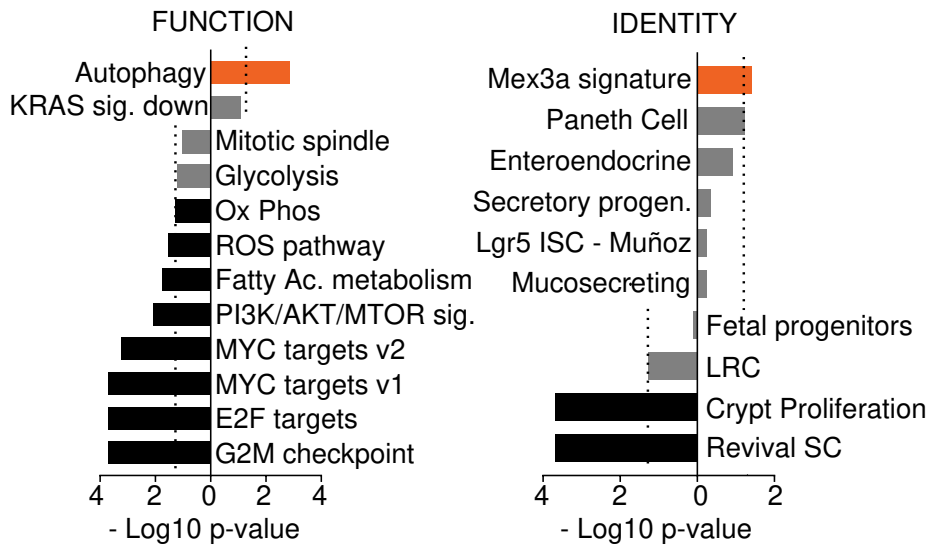 FUNCTION
Autophagy
KRAS sig. down
Mitotic spindle
Glycolysis
Ox Phos
ROS pathway
Fatty Ac. metabolism
PI3K/AKT/MTOR sig.
MYC targets v2
MYC targets v1
E2F targets
G2M checkpoint
4 2 0 2 4
- Log10 p-value
IDENTITY
Mex3a signature
Paneth Cell
Enteroendocrine
Secretory progen.
Lgr5 ISC - Muñoz
Mucosecreting
Fetal progenitors
LRC
Crypt Proliferation
Revival SC
4 2 0 2
- Log10 p-value